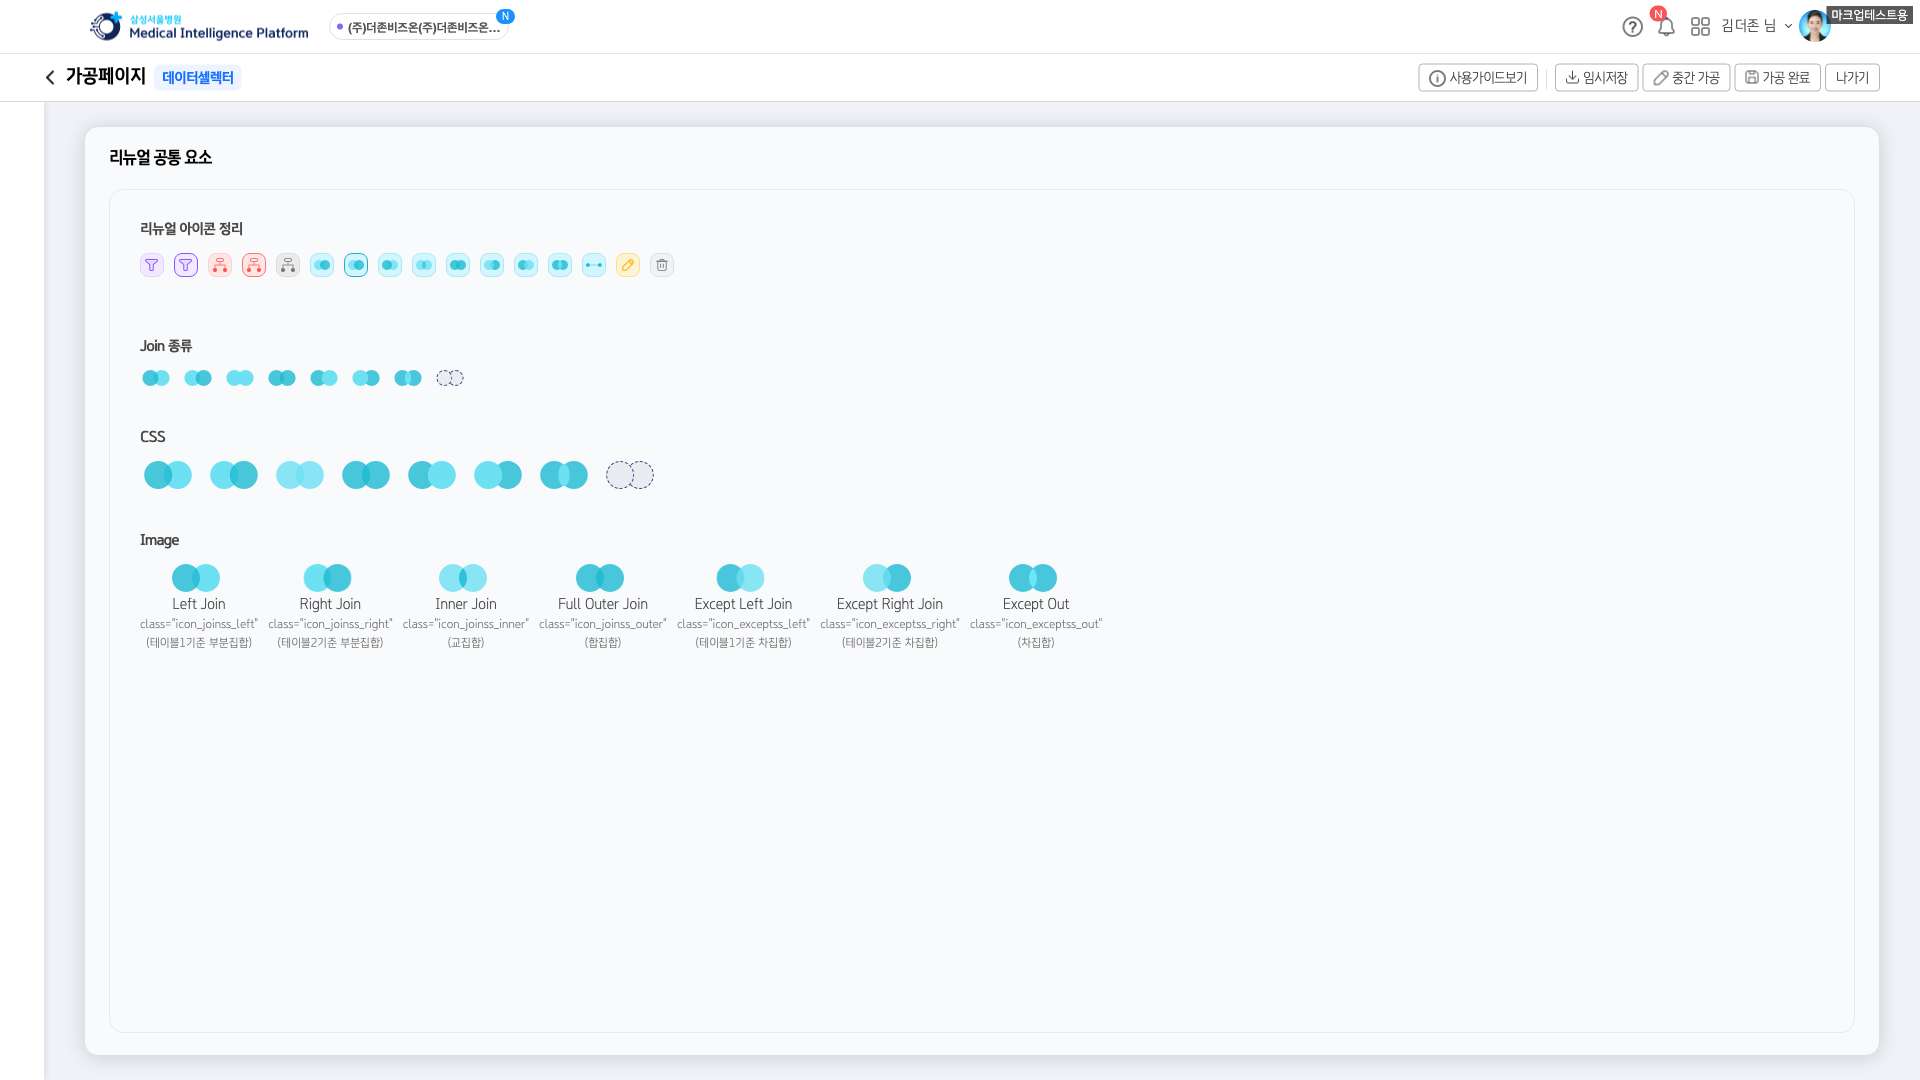 삼성서울병원
Medical Intelligence Platform
(주)더존비즈온(주)더존비즈온...
N
N
김더존 님
마크업테스트용
가공페이지
데이터셀렉터
사용가이드보기
임시저장
중간 가공
가공 완료
나가기
리뉴얼 공통 요소
리뉴얼 아이콘 정리
Join 종류
CSS
Image
Left Join
class="icon_joinss_left"
(테이블1기준 부분집합)
Right Join
class="icon_joinss_right"
(테이블2기준 부분집합)
Inner Join
class="icon_joinss_inner"
(교집합)
Full Outer Join
class="icon_joinss_outer"
(합집합)
Except Left Join
class="icon_exceptss_left"
(테이블1기준 차집합)
Except Right Join
class="icon_exceptss_right"
(테이블2기준 차집합)
Except Out
class="icon_exceptss_out"
(차집합)